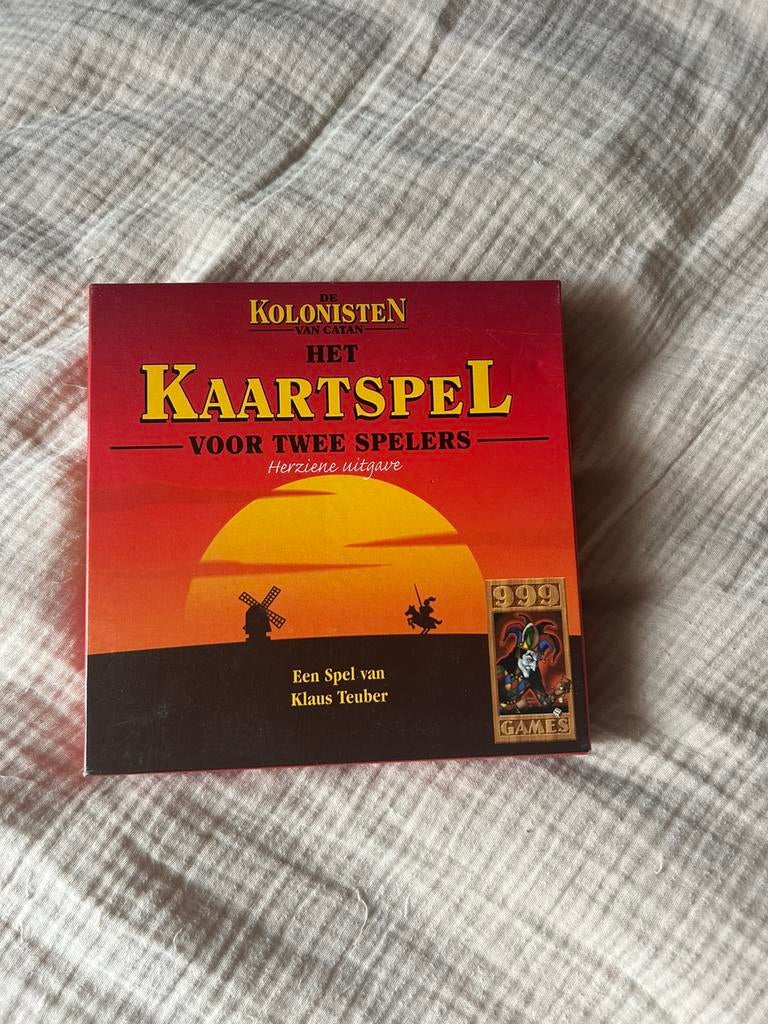 DE
KOLONISTEN
VAN CATAN
HET
KAARTSPEL
VOOR TWEE SPELERS
Herziene uitgave
Een Spel van
Klaus Teuber
999
GAMES